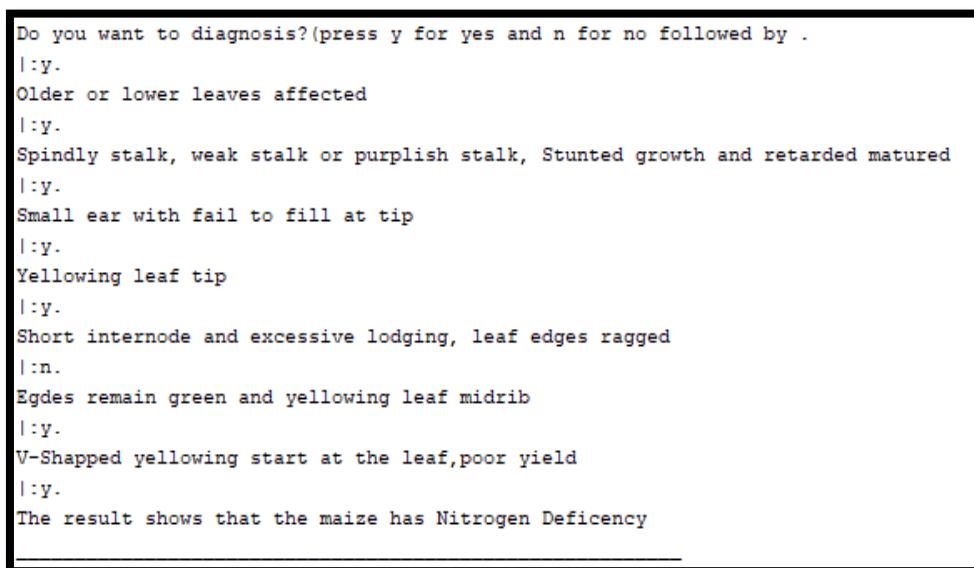 Do you want to diagnosis?(press y for yes and n for no followed by .
|:y.
Older or lower leaves affected
|:y.
Spindly stalk, weak stalk or purplish stalk, Stunted growth and retarded matured
|:y.
Small ear with fail to fill at tip
|:y.
Yellowing leaf tip
|:y.
Short internode and excessive lodging, leaf edges ragged
|:n.
Egdes remain green and yellowing leaf midrib
|:y.
V-Shapped yellowing start at the leaf,poor yield
|:y.
The result shows that the maize has Nitrogen Deficency